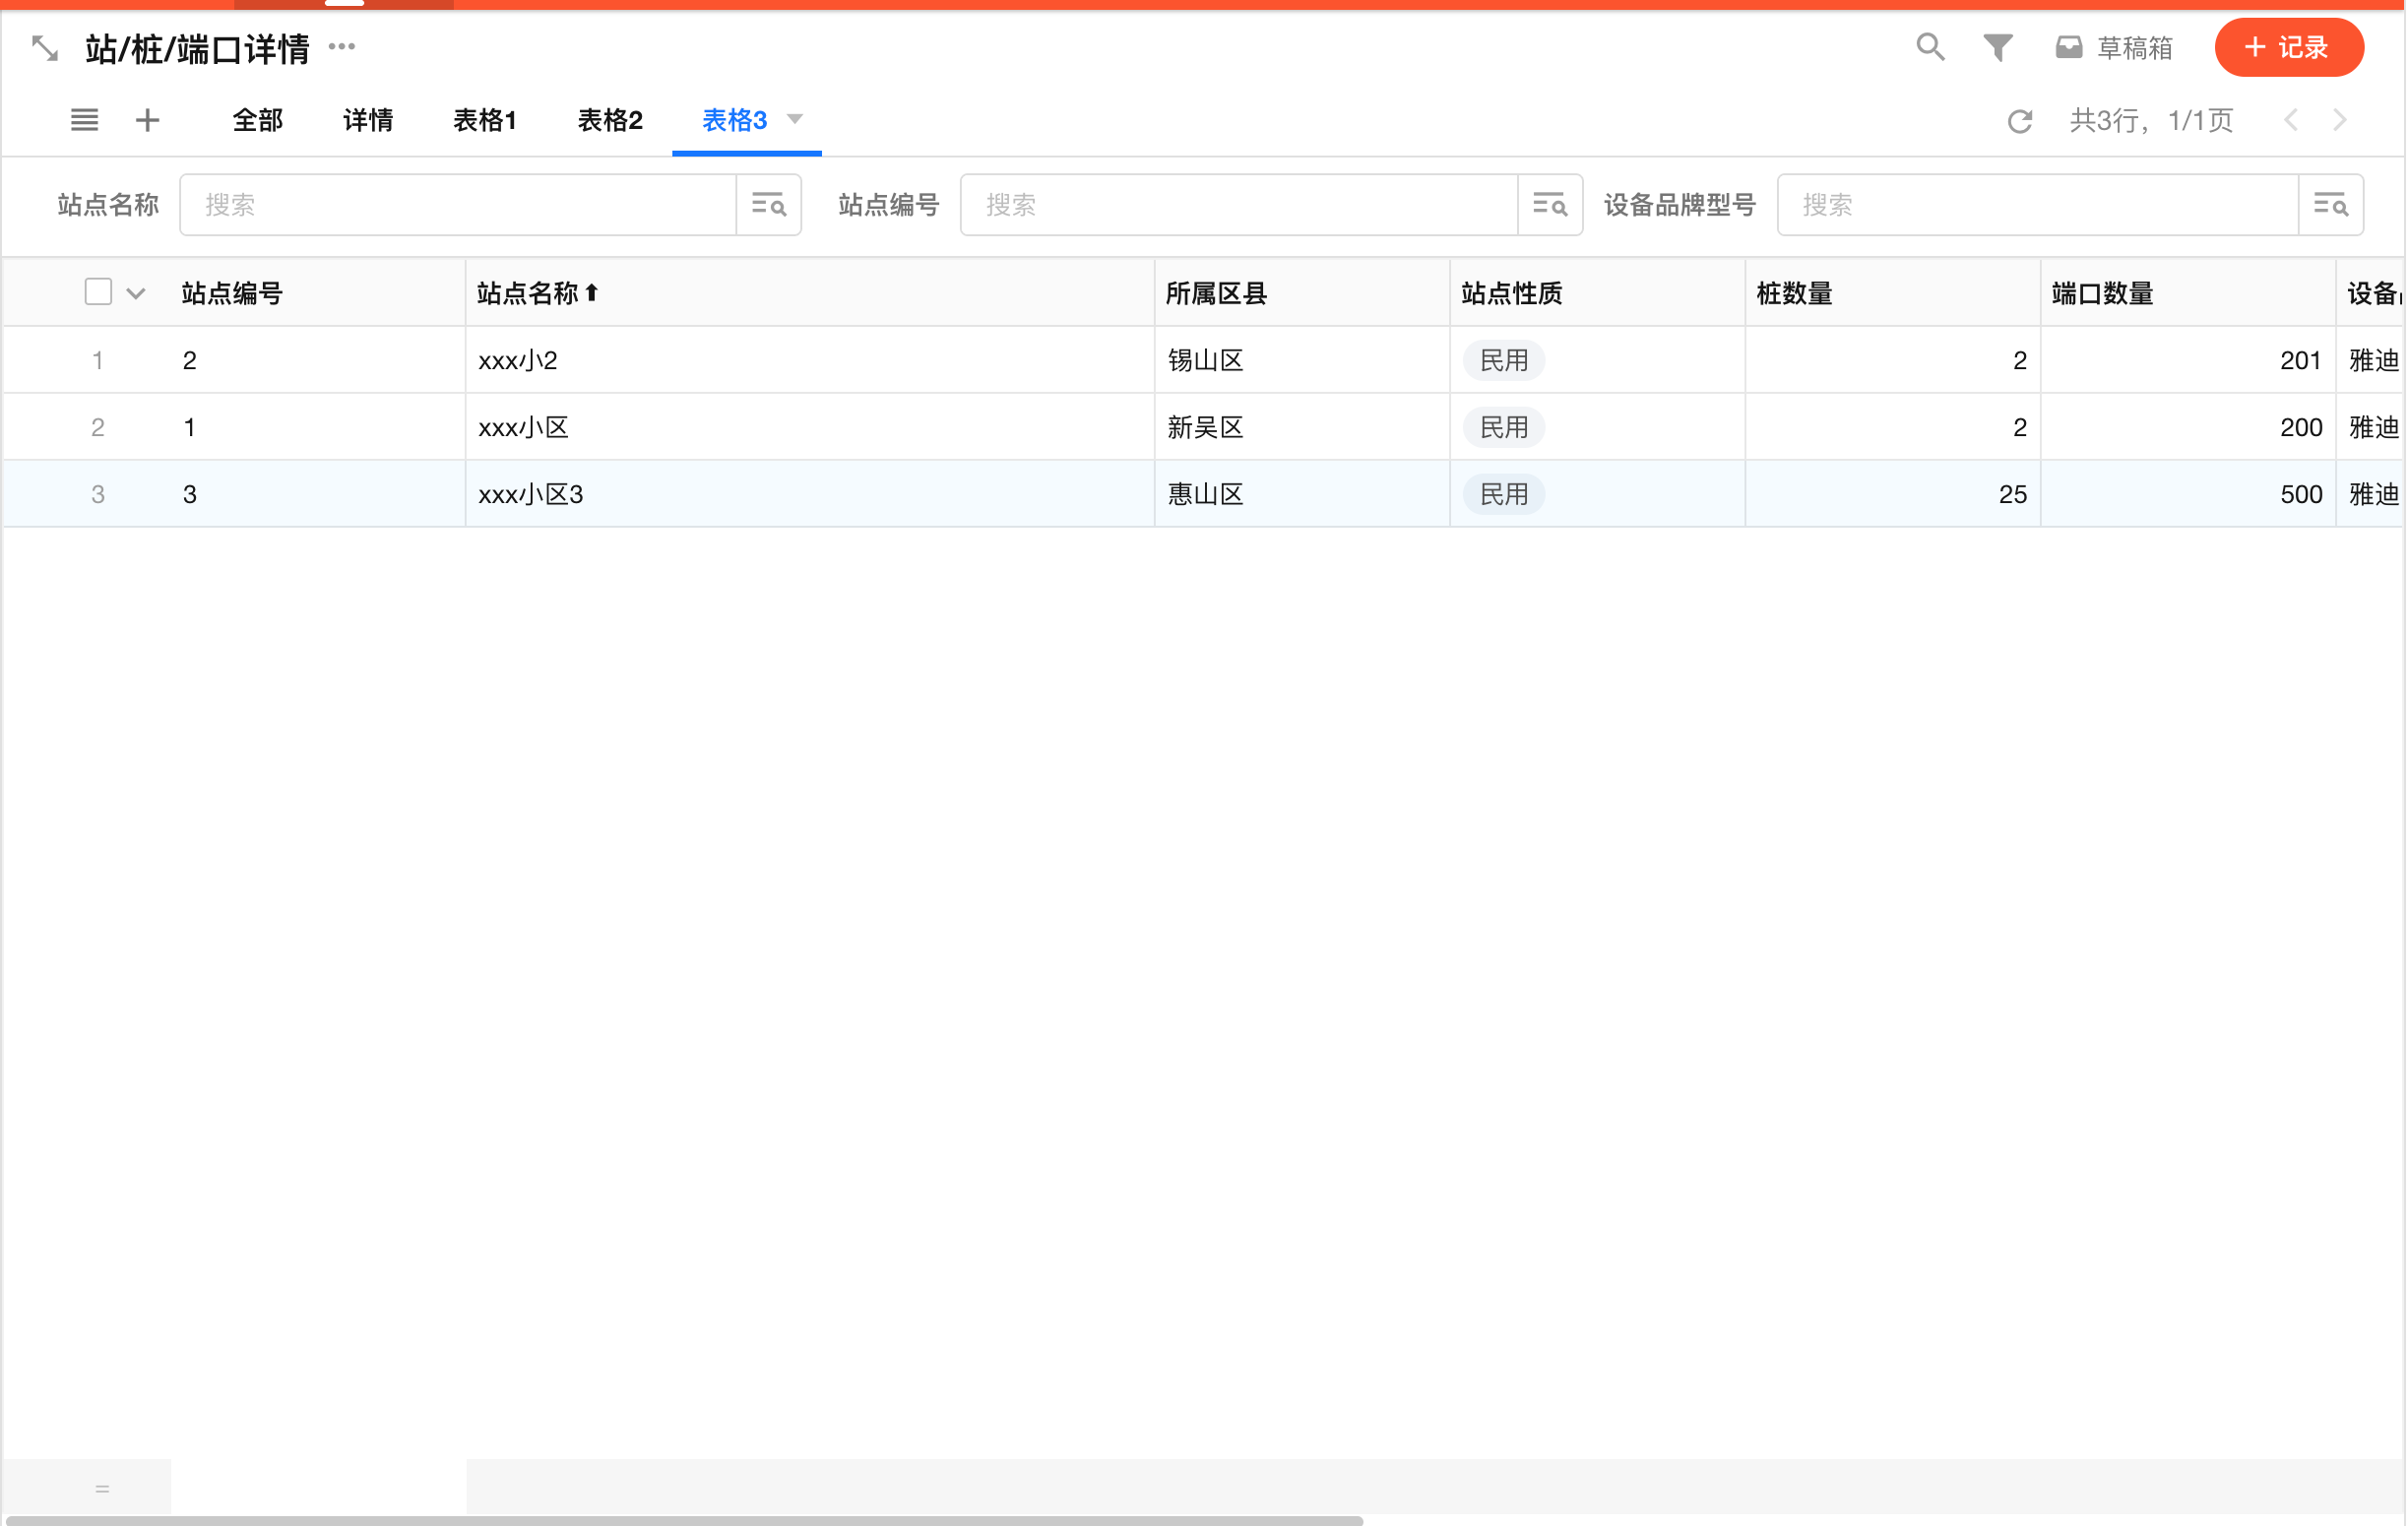 站/桩/端口详情 •••
草稿箱
+ 记录
全部 详情 表格1 表格2 表格3
共3行，1/1页
站点名称 搜索 站点编号 搜索 设备品牌型号 搜索
站点编号 站点名称⬆ 所属区县 站点性质 桩数量 端口数量 设备
1 2 xxx小2 锡山区 民用 2 201 雅迪
2 1 xxx小区 新吴区 民用 2 200 雅迪
3 3 xxx小区3 惠山区 民用 25 500 雅迪
=